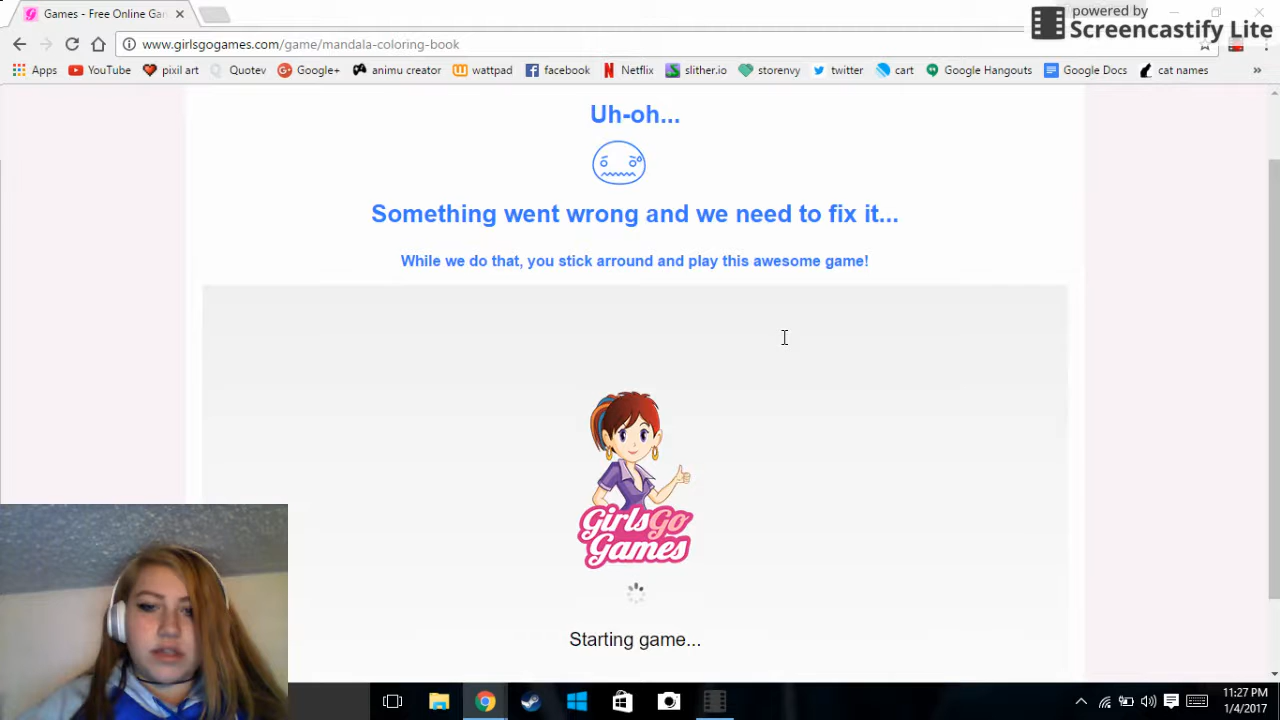 powered by
Screencastify Lite
Games - Free Online Gam
www.girlsgogames.com/game/mandala-coloring-book
Apps YouTube pixil art Quotev Google+ animu creator wattpad facebook Netflix slither.io storenvy twitter cart Google Hangouts Google Docs cat names »
Uh-oh...
Something went wrong and we need to fix it...
While we do that, you stick arround and play this awesome game!
GirlsGo
Games
Starting game...
11:27 PM
1/4/2017